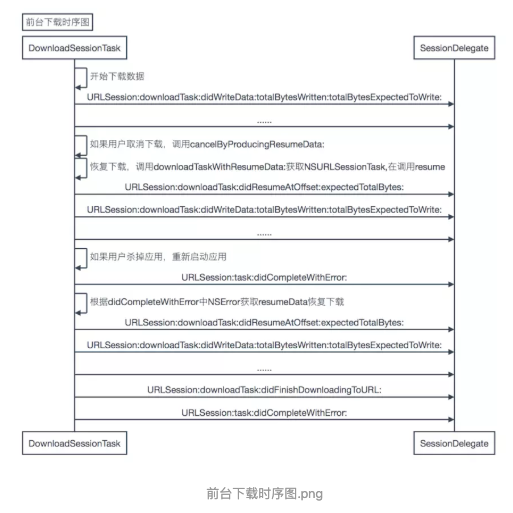 前台下载时序图
DownloadSessionTask
SessionDelegate
开始下载数据
URLSession:downloadTask:didWriteData:totalBytesWritten:totalBytesExpectedToWrite:
......
如果用户取消下载，调用cancelByProducingResumeData:
恢复下载，调用downloadTaskWithResumeData:获取NSURLSessionTask,在调用resume
URLSession:downloadTask:didResumeAtOffset:expectedTotalBytes:
URLSession:downloadTask:didWriteData:totalBytesWritten:totalBytesExpectedToWrite:
......
如果用户杀掉应用，重新启动应用
URLSession:task:didCompleteWithError:
根据didCompleteWithError中NSError获取resumeData恢复下载
URLSession:downloadTask:didResumeAtOffset:expectedTotalBytes:
URLSession:downloadTask:didWriteData:totalBytesWritten:totalBytesExpectedToWrite:
......
URLSession:downloadTask:didFinishDownloadingToURL:
URLSession:task:didCompleteWithError:
DownloadSessionTask
SessionDelegate
前台下载时序图.png